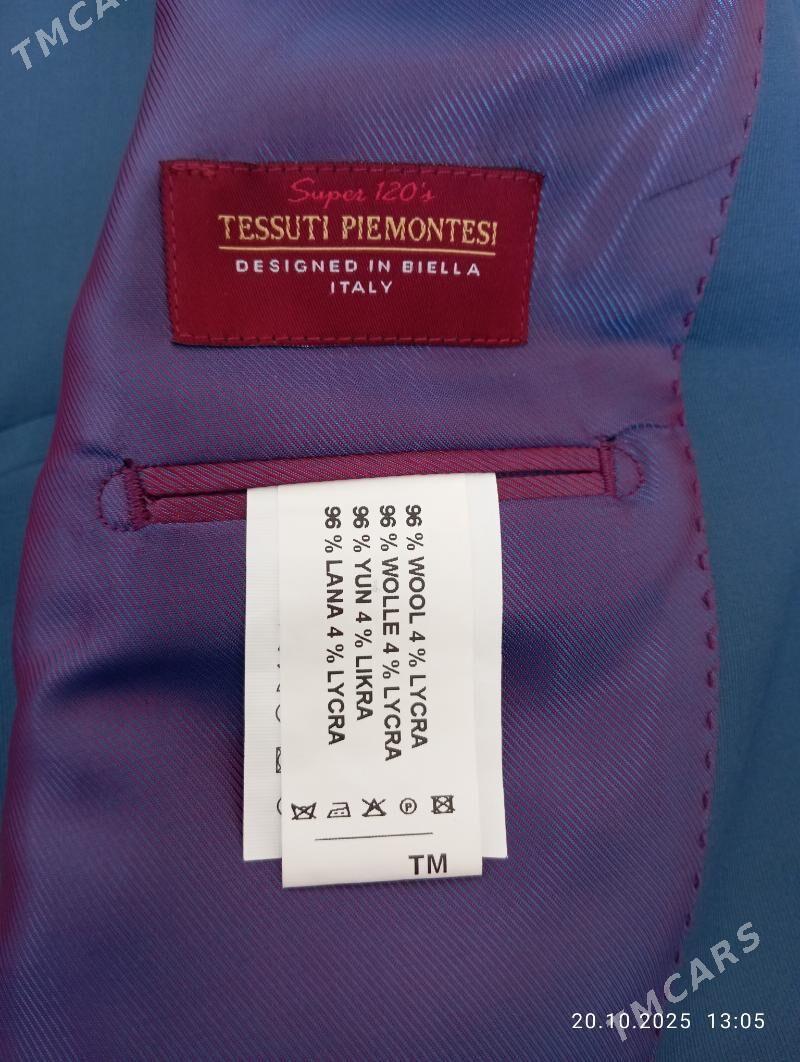 TMCARS
Super 120's
TESSUTI PIEMONTESI
DESIGNED IN BIELLA
ITALY
96 % WOOL 4 % LYCRA
96 % WOLLE 4 % LYCRA
96 % YUN 4 % LIKRA
96 % LANA 4 % LYCRA
P
TM
TMCARS
20.10.2025 13:05